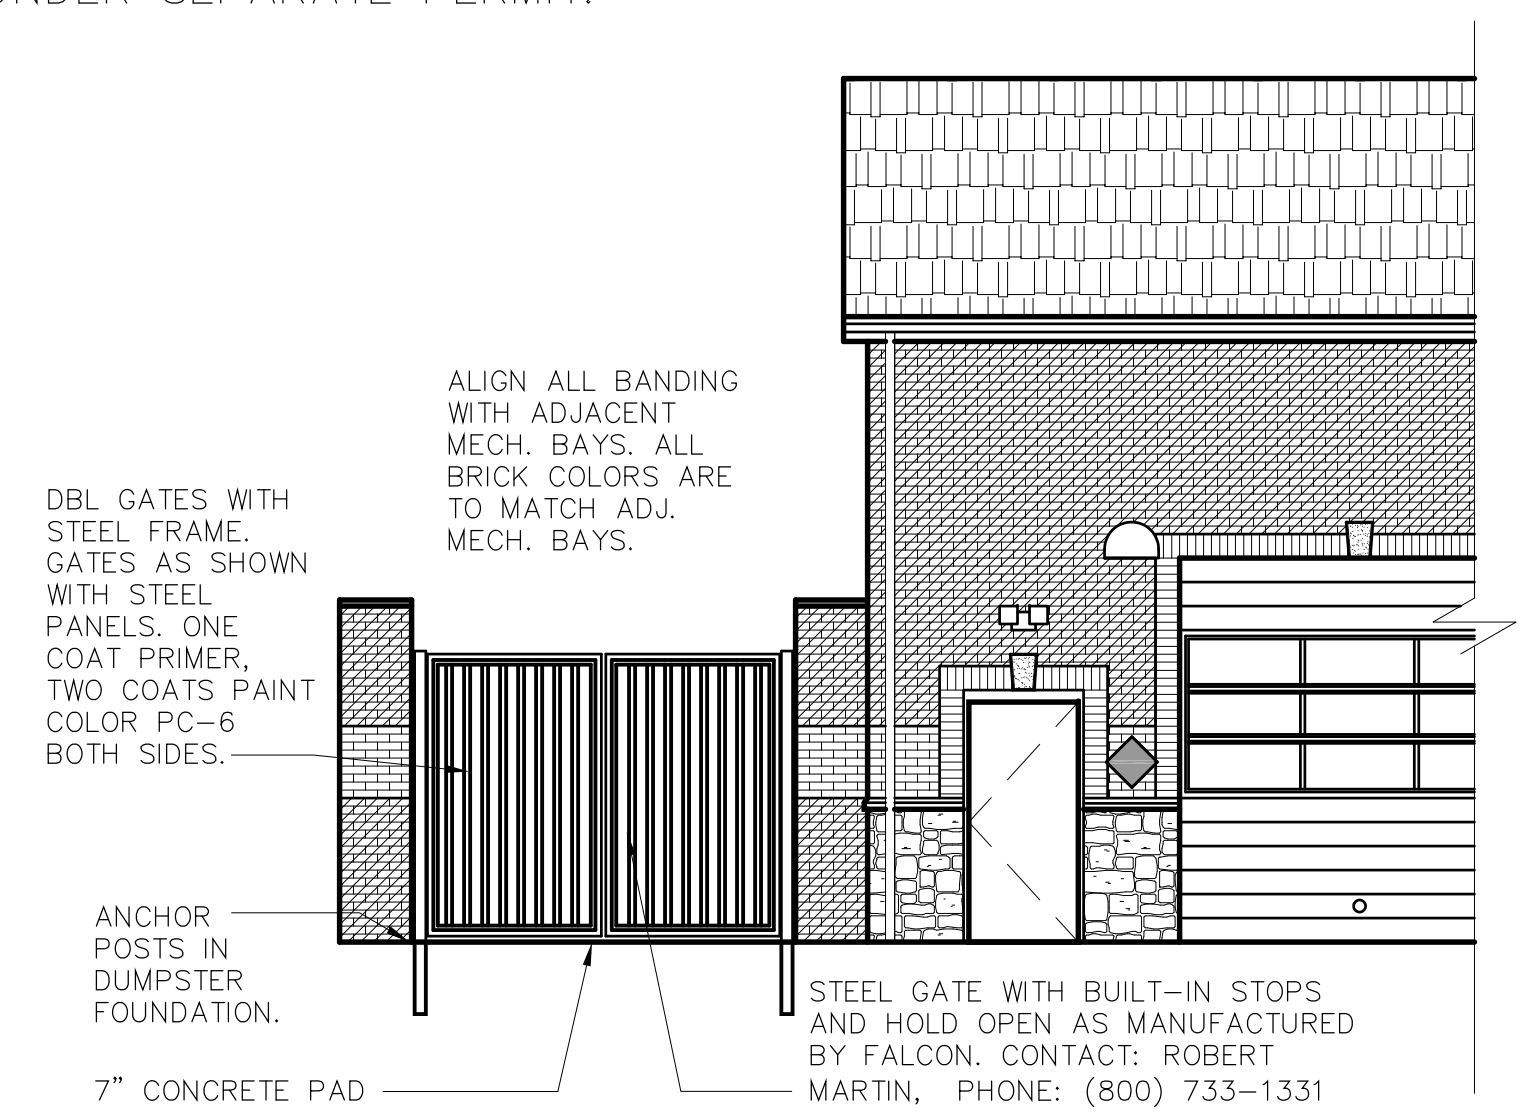 UNDER SEPARATE PERMIT.
ALIGN ALL BANDING
WITH ADJACENT
MECH. BAYS. ALL
BRICK COLORS ARE
TO MATCH ADJ.
MECH. BAYS.
DBL GATES WITH
STEEL FRAME.
GATES AS SHOWN
WITH STEEL
PANELS. ONE
COAT PRIMER,
TWO COATS PAINT
COLOR PC-6
BOTH SIDES.
ANCHOR
POSTS IN
DUMPSTER
FOUNDATION.
7" CONCRETE PAD
STEEL GATE WITH BUILT-IN STOPS
AND HOLD OPEN AS MANUFACTURED
BY FALCON. CONTACT: ROBERT
MARTIN, PHONE: (800) 733-1331